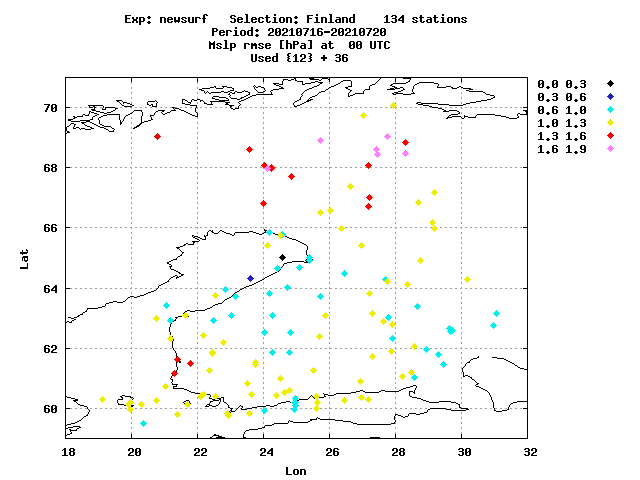 Exp: newsurf   Selection: Finland    134 stations
Period: 20210716-20210720
Mslp rmse [hPa] at  00 UTC
Used {12} + 36
0.0 0.3
0.3 0.6
0.6 1.0
1.0 1.3
1.3 1.6
1.6 1.9
70
68
66
64
62
60
Lat
18 20 22 24 26 28 30 32
Lon